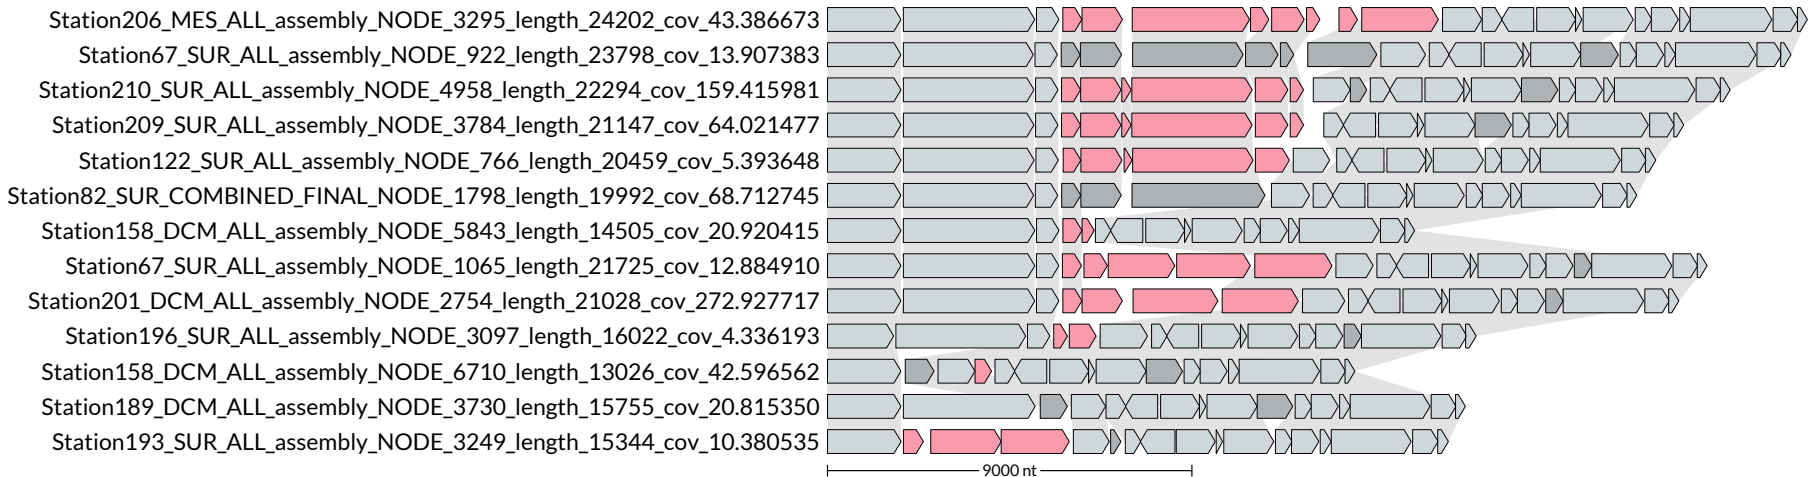 Station206_MES_ALL_assembly_NODE_3295_length_24202_cov_43.386673
Station67_SUR_ALL_assembly_NODE_922_length_23798_cov_13.907383
Station210_SUR_ALL_assembly_NODE_4958_length_22294_cov_159.415981
Station209_SUR_ALL_assembly_NODE_3784_length_21147_cov_64.021477
Station122_SUR_ALL_assembly_NODE_766_length_20459_cov_5.393648
Station82_SUR_COMBINED_FINAL_NODE_1798_length_19992_cov_68.712745
Station158_DCM_ALL_assembly_NODE_5843_length_14505_cov_20.920415
Station67_SUR_ALL_assembly_NODE_1065_length_21725_cov_12.884910
Station201_DCM_ALL_assembly_NODE_2754_length_21028_cov_272.927717
Station196_SUR_ALL_assembly_NODE_3097_length_16022_cov_4.336193
Station158_DCM_ALL_assembly_NODE_6710_length_13026_cov_42.596562
Station189_DCM_ALL_assembly_NODE_3730_length_15755_cov_20.815350
Station193_SUR_ALL_assembly_NODE_3249_length_15344_cov_10.380535
9000 nt